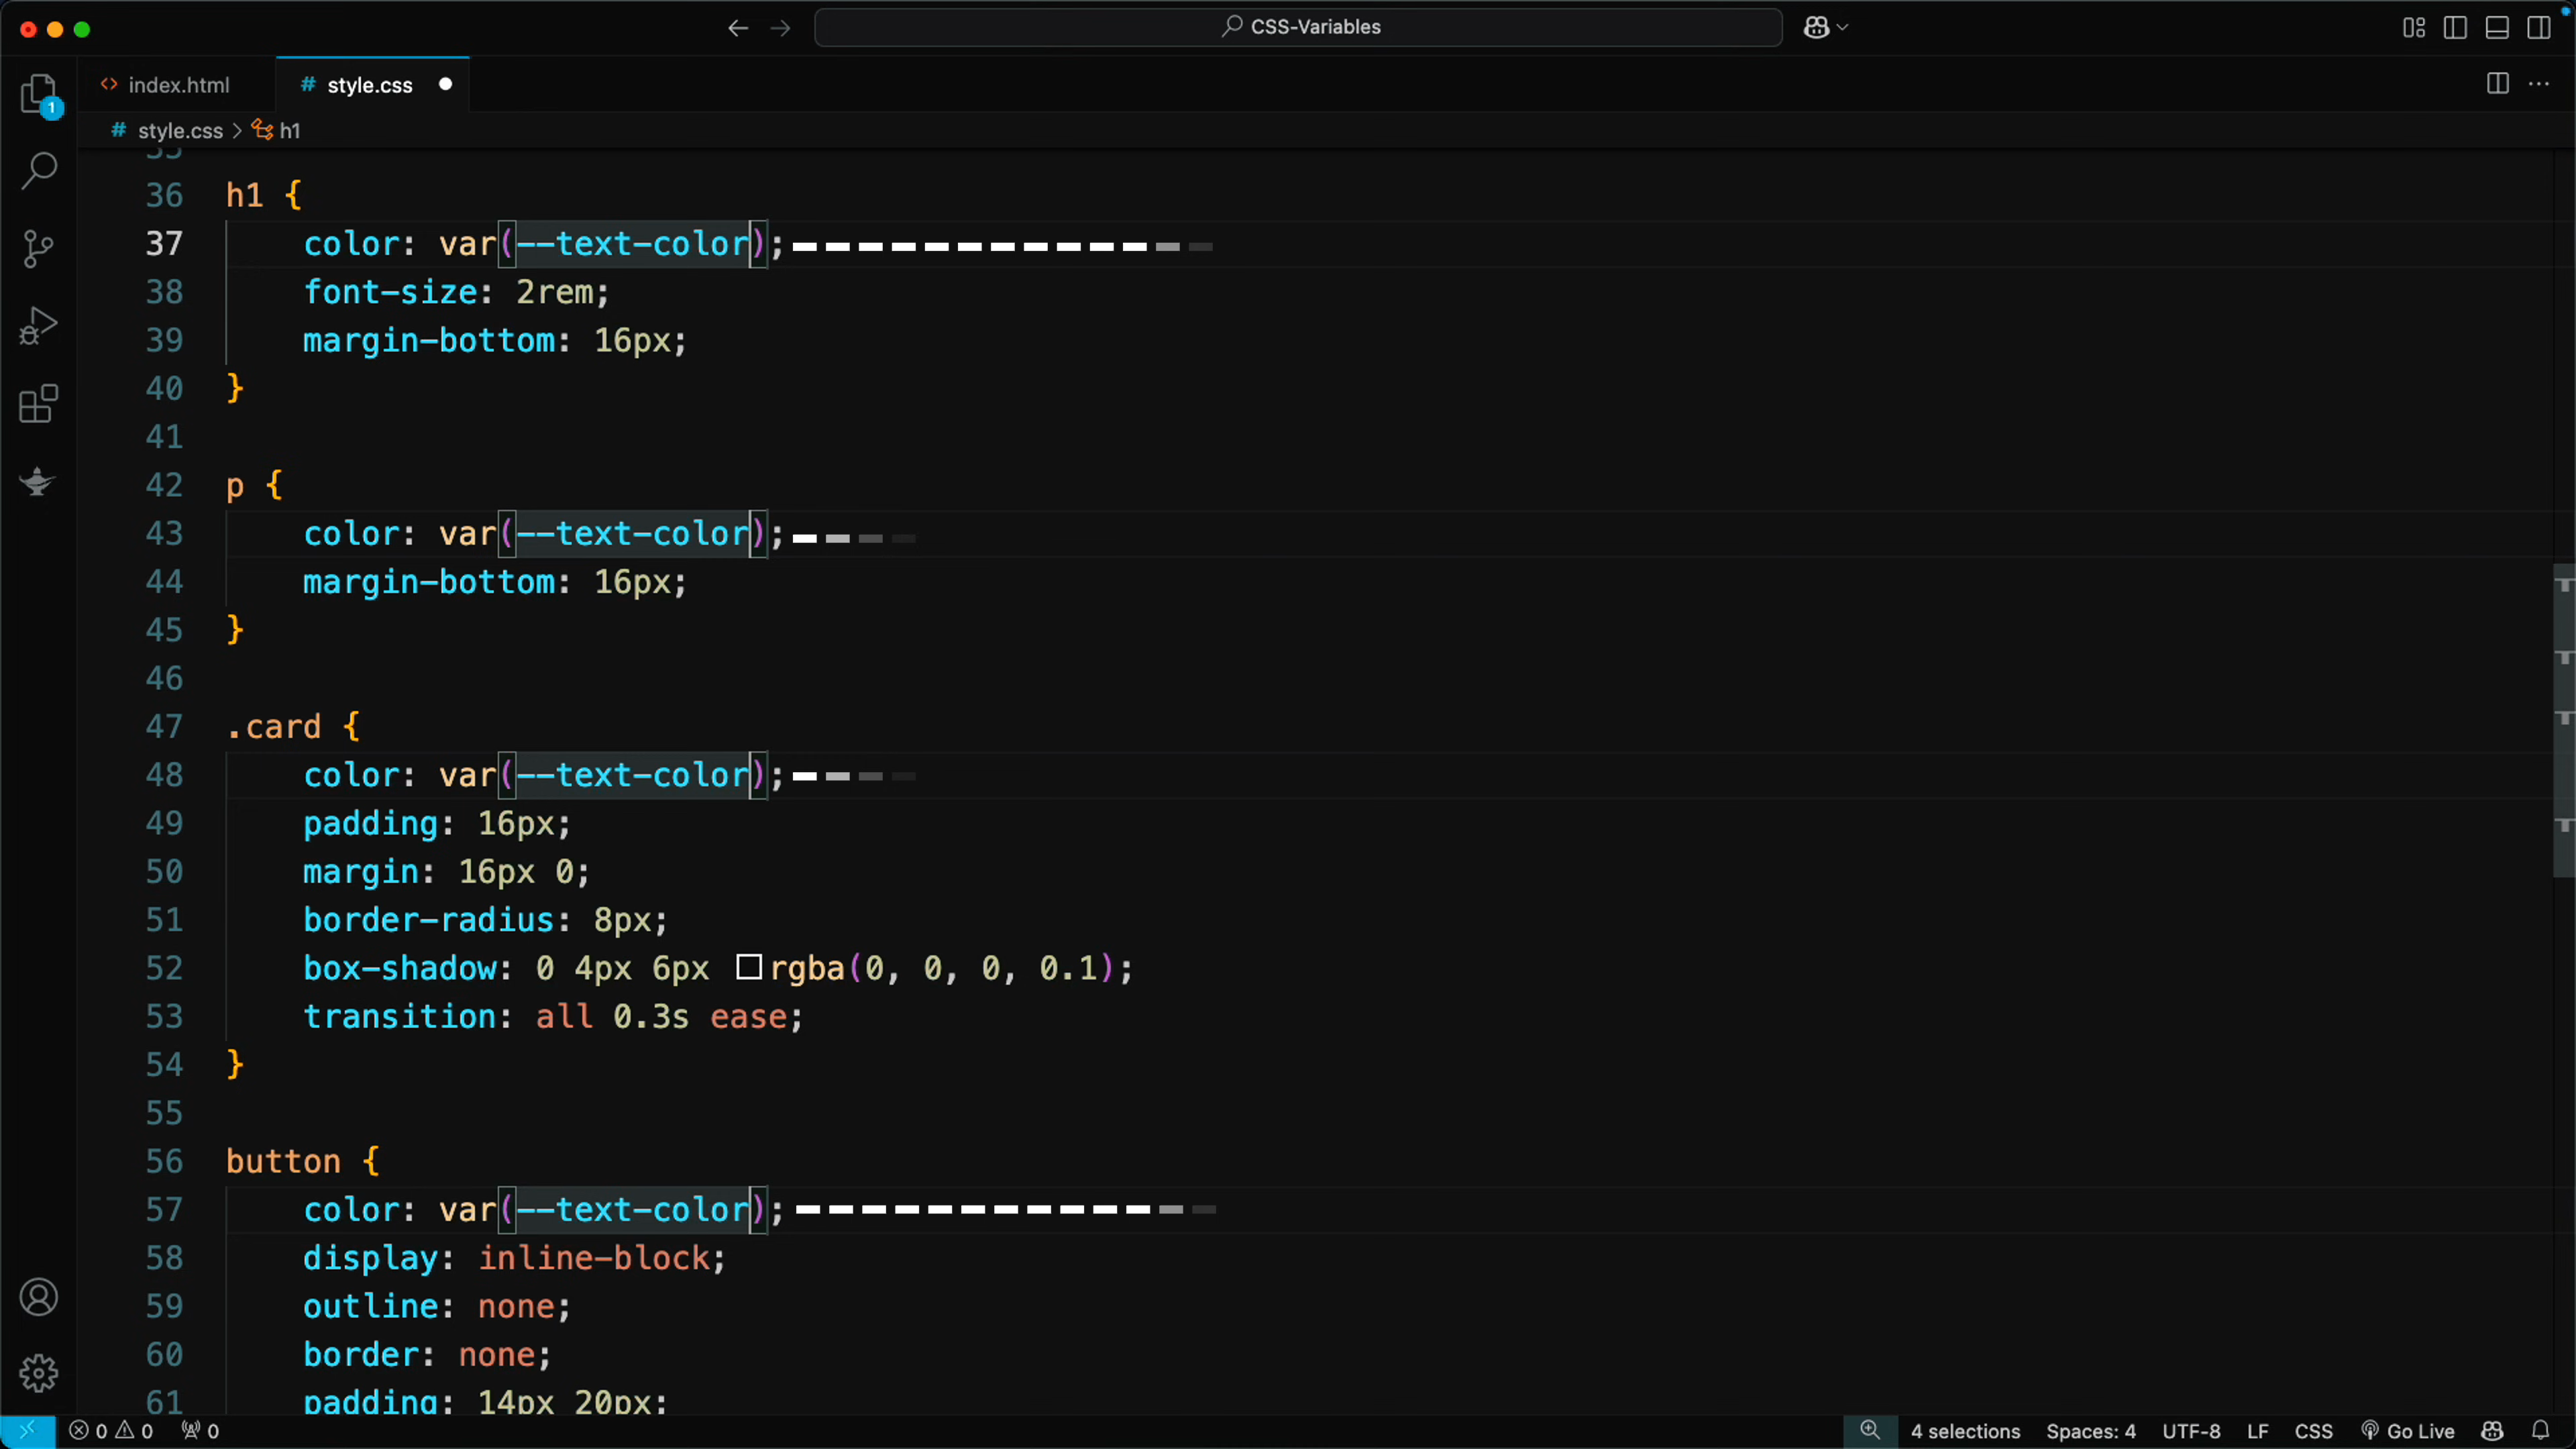 CSS-Variables
index.html
style.css
1
style.css > h1
35
36 h1 {
37 color: var(--text-color);
38 font-size: 2rem;
39 margin-bottom: 16px;
40 }
41
42 p {
43 color: var(--text-color);
44 margin-bottom: 16px;
45 }
46
47 .card {
48 color: var(--text-color);
49 padding: 16px;
50 margin: 16px 0;
51 border-radius: 8px;
52 box-shadow: 0 4px 6px rgba(0, 0, 0, 0.1);
53 transition: all 0.3s ease;
54 }
55
56 button {
57 color: var(--text-color);
58 display: inline-block;
59 outline: none;
60 border: none;
61 padding: 14px 20px;
0 0 0 4 selections Spaces: 4 UTF-8 LF CSS Go Live